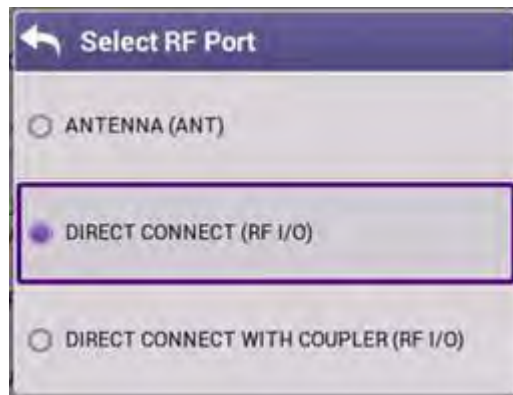 Select RF Port
ANTENNA (ANT)
DIRECT CONNECT (RF I/O)
DIRECT CONNECT WITH COUPLER (RF I/O)